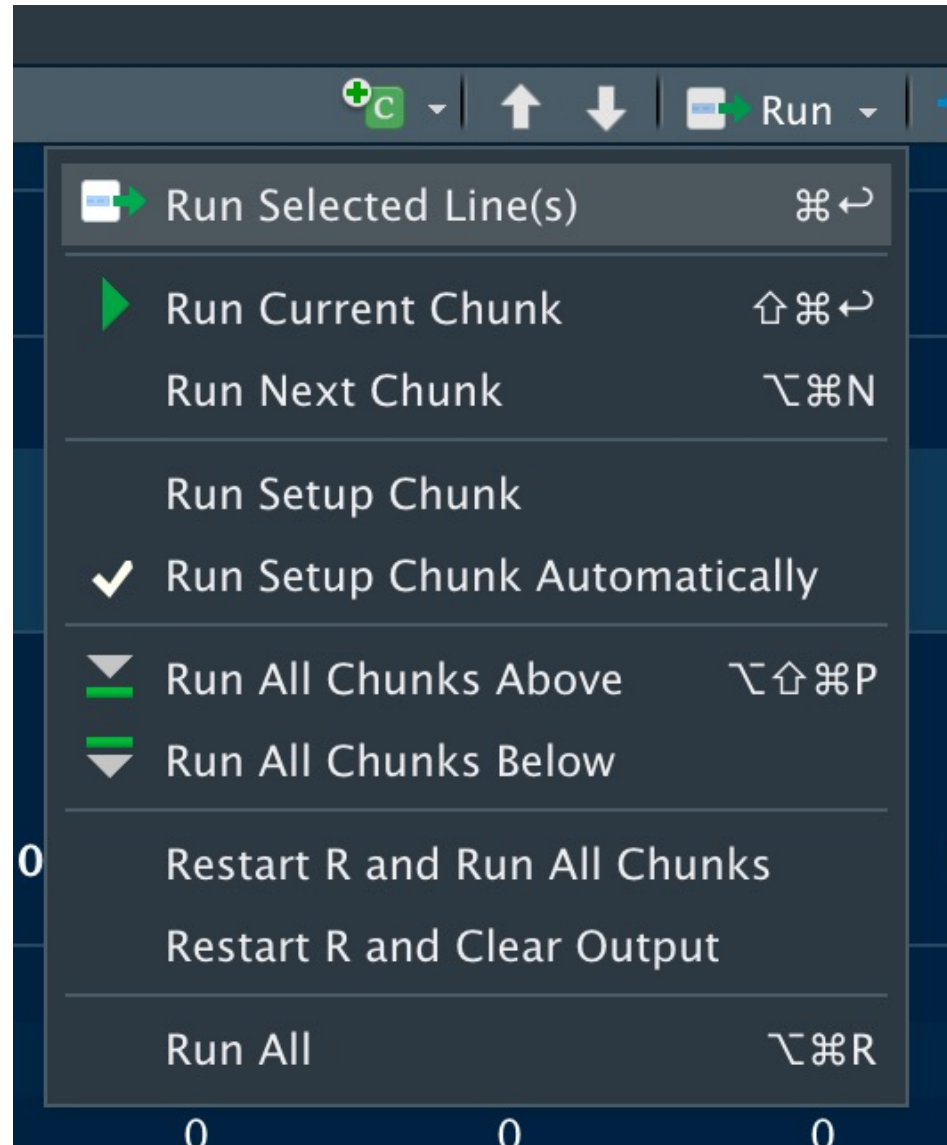 C
Run
Run Selected Line(s) ⌘↩
Run Current Chunk ⇧⌘↩
Run Next Chunk ⌥⌘N
Run Setup Chunk
Run Setup Chunk Automatically
Run All Chunks Above ⌥⇧⌘P
Run All Chunks Below
0
Restart R and Run All Chunks
Restart R and Clear Output
Run All ⌥⌘R
0 0 0